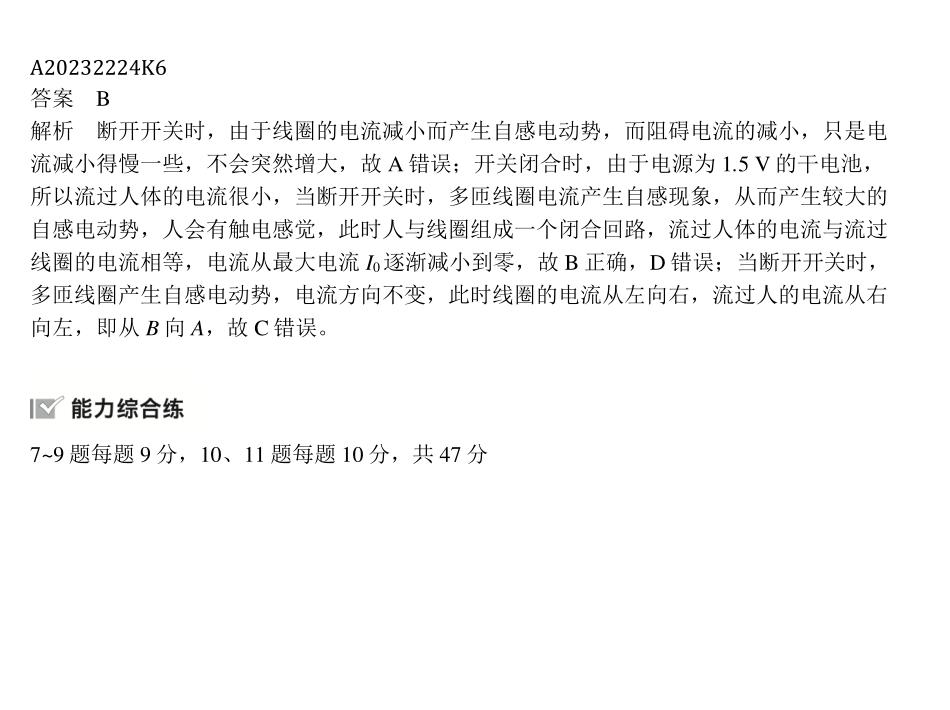 A20232224K6
答案　B
解析　断开开关时，由于线圈的电流减小而产生自感电动势，而阻碍电流的减小，只是电
流减小得慢一些，不会突然增大，故 A 错误；开关闭合时，由于电源为 1.5 V 的干电池，
所以流过人体的电流很小，当断开开关时，多匝线圈电流产生自感现象，从而产生较大的
自感电动势，人会有触电感觉，此时人与线圈组成一个闭合回路，流过人体的电流与流过
线圈的电流相等，电流从最大电流 I₀ 逐渐减小到零，故 B 正确，D 错误；当断开开关时，
多匝线圈产生自感电动势，电流方向不变，此时线圈的电流从左向右，流过人的电流从右
向左，即从 B 向 A，故 C 错误。
能力综合练
7~9 题每题 9 分，10、11 题每题 10 分，共 47 分